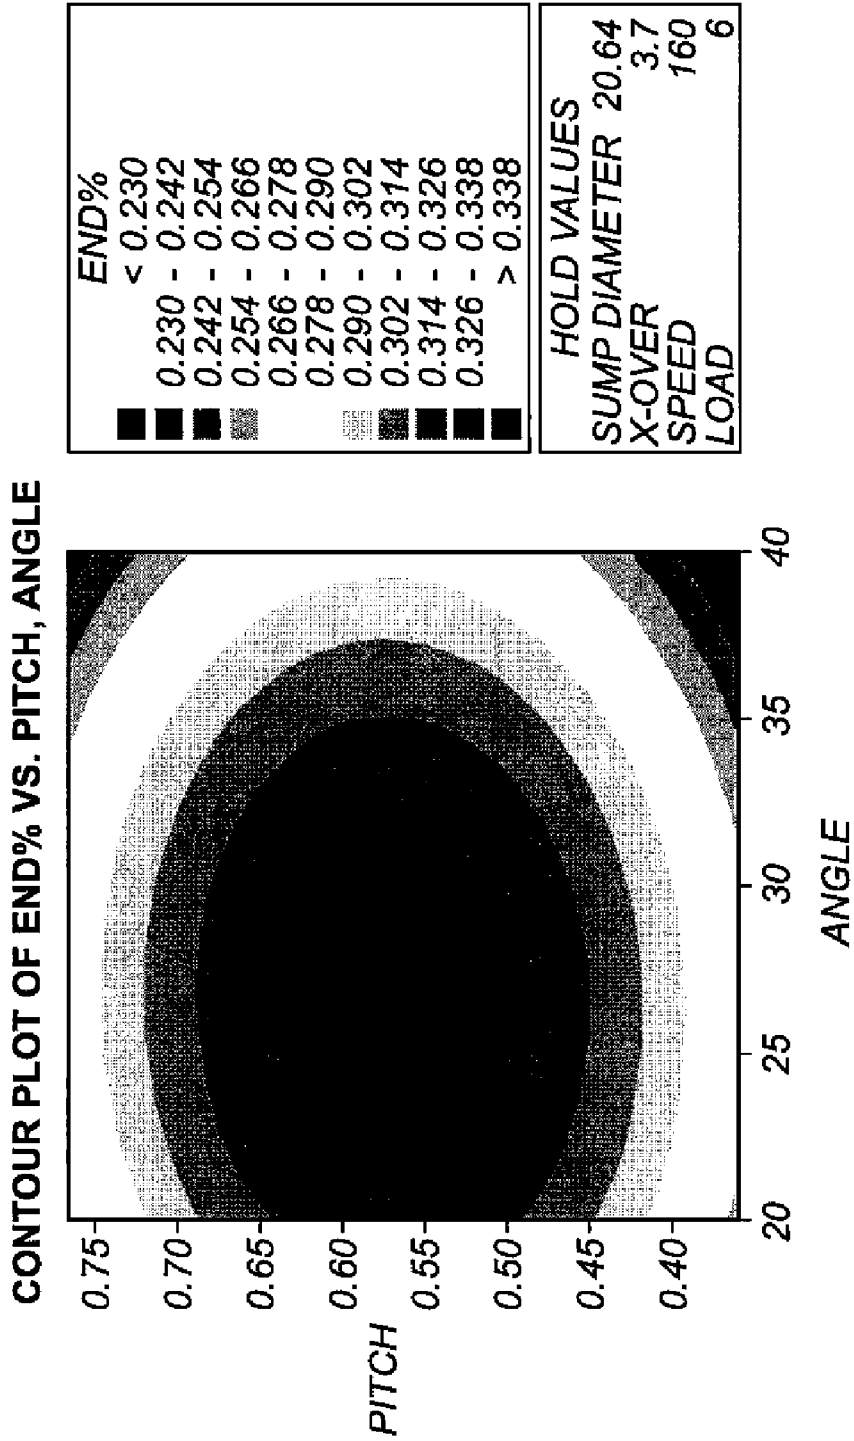 CONTOUR PLOT OF END% VS. PITCH, ANGLE
PITCH
0.75
0.70
0.65
0.60
0.55
0.50
0.45
0.40
20
25
30
35
40
ANGLE
END%
< 0.230
0.230 - 0.242
0.242 - 0.254
0.254 - 0.266
0.266 - 0.278
0.278 - 0.290
0.290 - 0.302
0.302 - 0.314
0.314 - 0.326
0.326 - 0.338
> 0.338
HOLD VALUES
SUMP DIAMETER 20.64
X-OVER 3.7
SPEED 160
LOAD 6